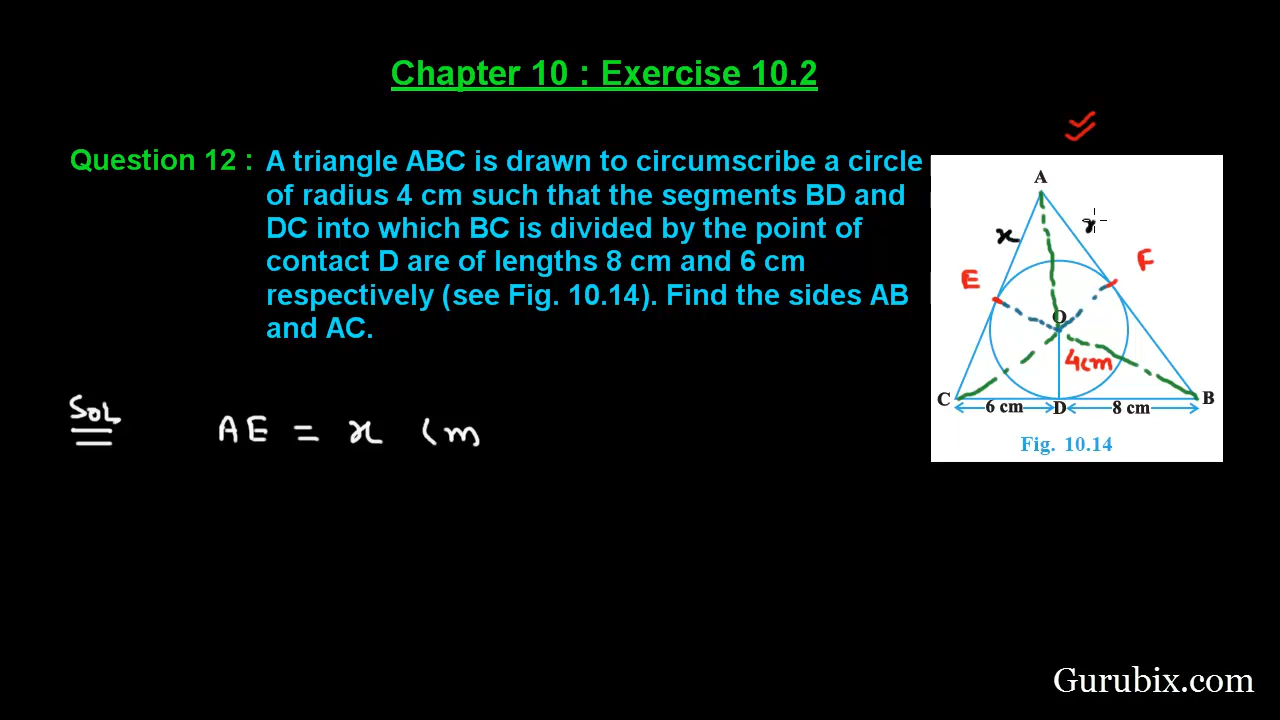 Chapter 10 : Exercise 10.2
Question 12 : A triangle ABC is drawn to circumscribe a circle
of radius 4 cm such that the segments BD and
DC into which BC is divided by the point of
contact D are of lengths 8 cm and 6 cm
respectively (see Fig. 10.14). Find the sides AB
and AC.
A
x
x
E
F
O
4cm
C
6 cm
D
8 cm
B
Fig. 10.14
SOL
AE = x cm
Gurubix.com